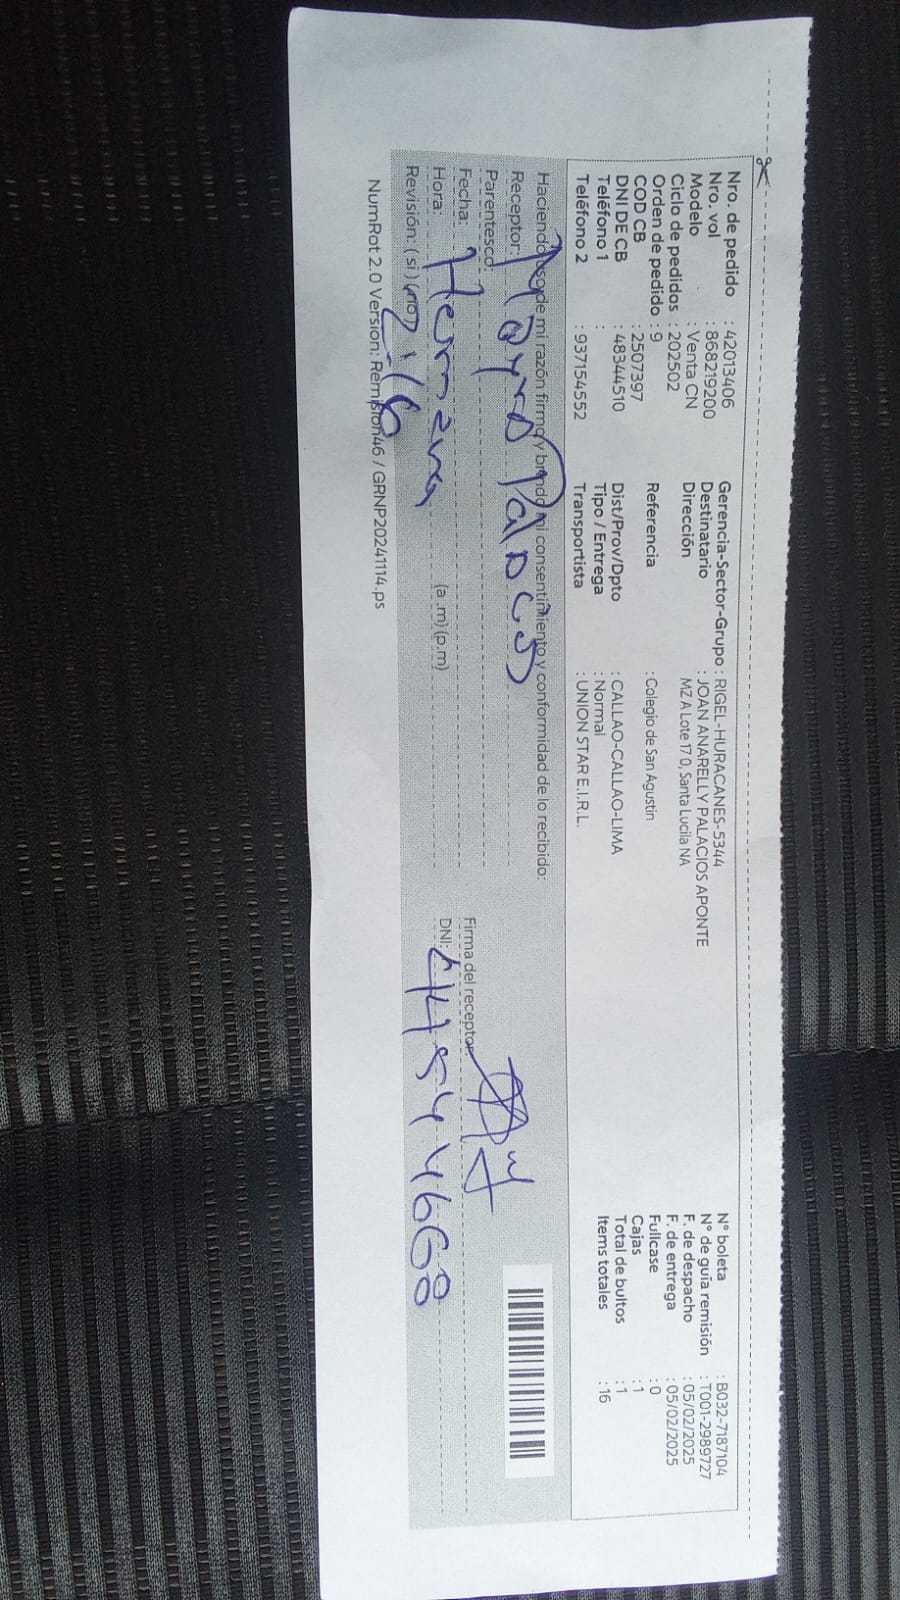 Nro. de pedido : 42013406 Gerencia-Sector-Grupo : RIGEL-HURACANES-5344 N° boleta : B032-7187104
Nro. vol : 868219200 Destinatario : JOAN ANARELLY PALACIOS APONTE N° de guía remisión : T001-2989727
Modelo : Venta CN Dirección MZ A Lote 17 0, Santa Lucila NA F. de despacho : 05/02/2025
Ciclo de pedidos : 202502 F. de entrega : 05/02/2025
Orden de pedido : 9 Referencia : Colegio de San Agustin Fullcase : 0
COD CB : 2507397 Cajas : 1
DNI DE CB : 48344510 Dist/Prov/Dpto : CALLAO-CALLAO-LIMA Total de bultos : 1
Teléfono 1 : Tipo / Entrega : Normal Items totales : 16
Teléfono 2 : 937154552 Transportista : UNION STAR E.I.R.L.
Haciendo uso de mi razón firmo y brindo mi consentimiento y conformidad de lo recibido:
Receptor: Mayra Palacios
Parentesco:
Fecha: Hermana Firma del receptor:
Hora: (a .m) (p.m) DNI: 44544668
Revisión: ( si ) ( no ) 2:16
NumRot 2.0 Version: Remision46 / GRNP20241114.ps